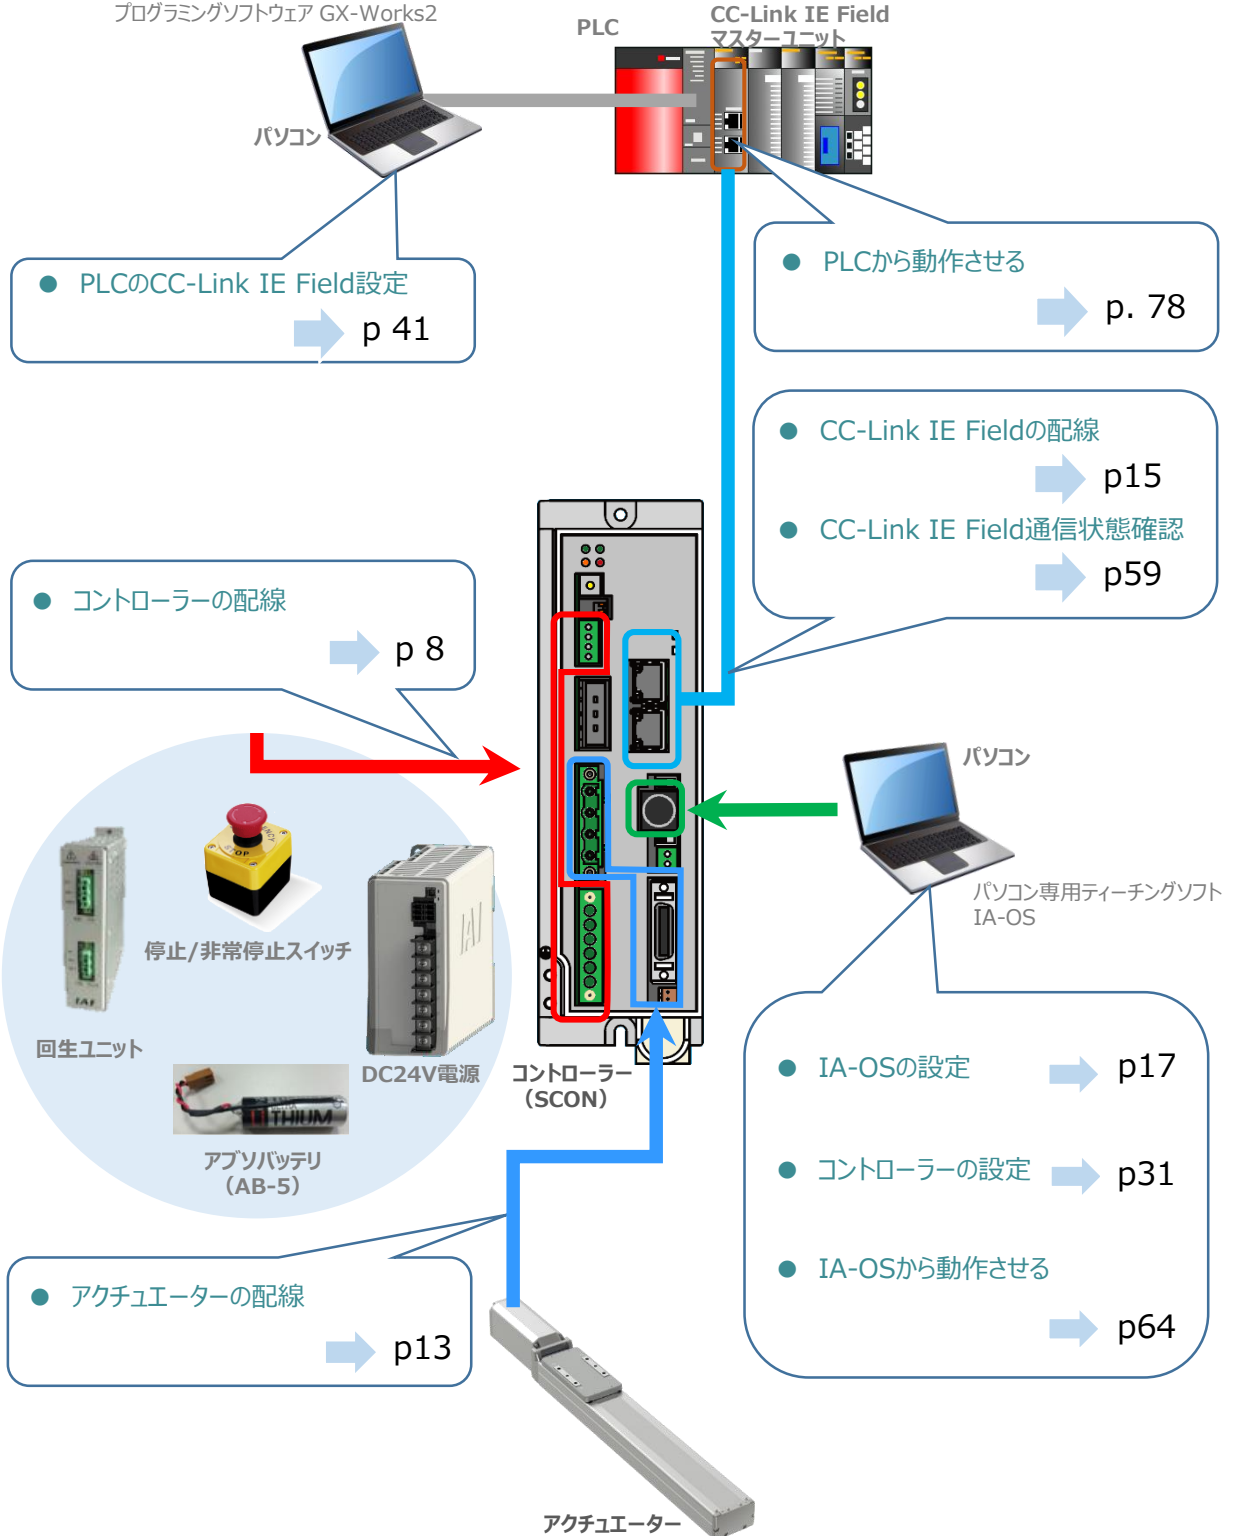 プログラミングソフトウェア GX-Works2
PLC
CC-Link IE Field
マスターユニット
パソコン
● PLCのCC-Link IE Field設定
p 41
● PLCから動作させる
p. 78
● CC-Link IE Fieldの配線
p15
● CC-Link IE Field通信状態確認
p59
● コントローラーの配線
p 8
パソコン
パソコン専用ティーチングソフト
IA-OS
停止/非常停止スイッチ
回生ユニット
DC24V電源
コントローラー
（SCON）
THIUM
アブソバッテリ
（AB-5）
● IA-OSの設定
p17
● コントローラーの設定
p31
● IA-OSから動作させる
p64
● アクチュエーターの配線
p13
アクチュエーター